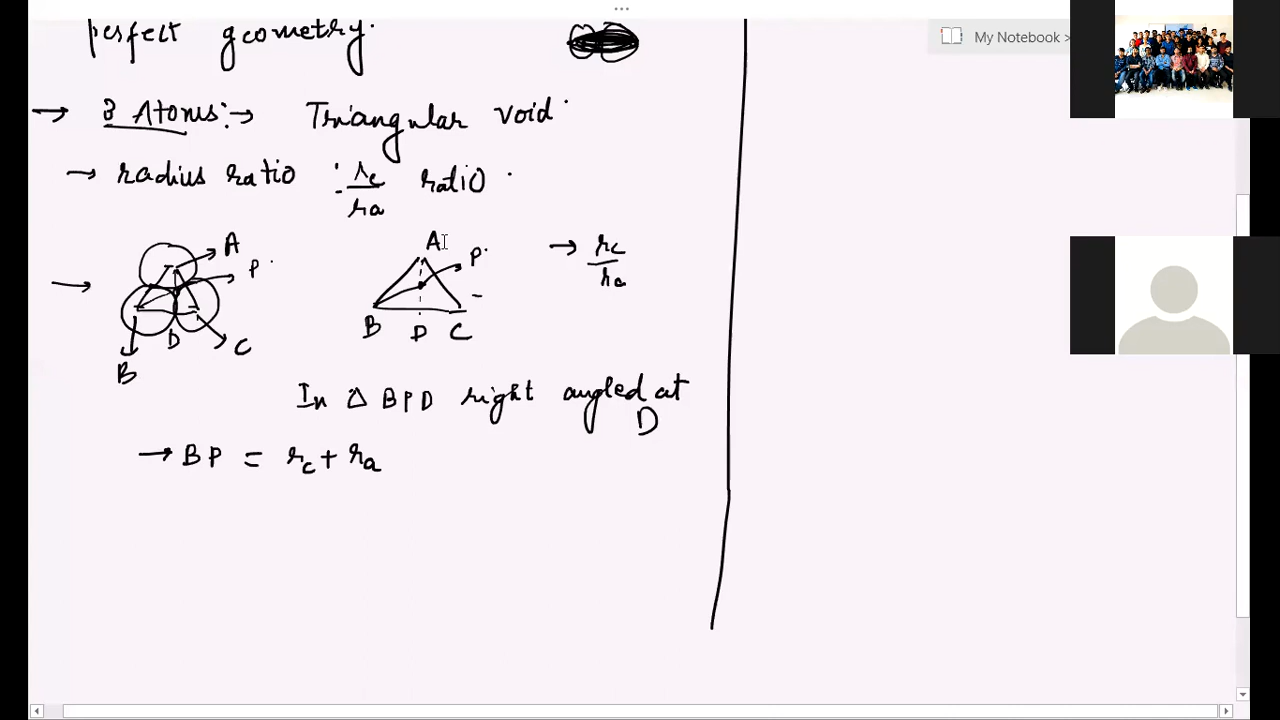 perfect geometry.
My Notebook >
→ 3 Atoms :→ Triangular void
→ radius ratio : rc/ra ratio
A
P
B
D
C
A
P
B
D
C
→ rc/ra
In △ BPD right angled at
D
→ BP = rc + ra